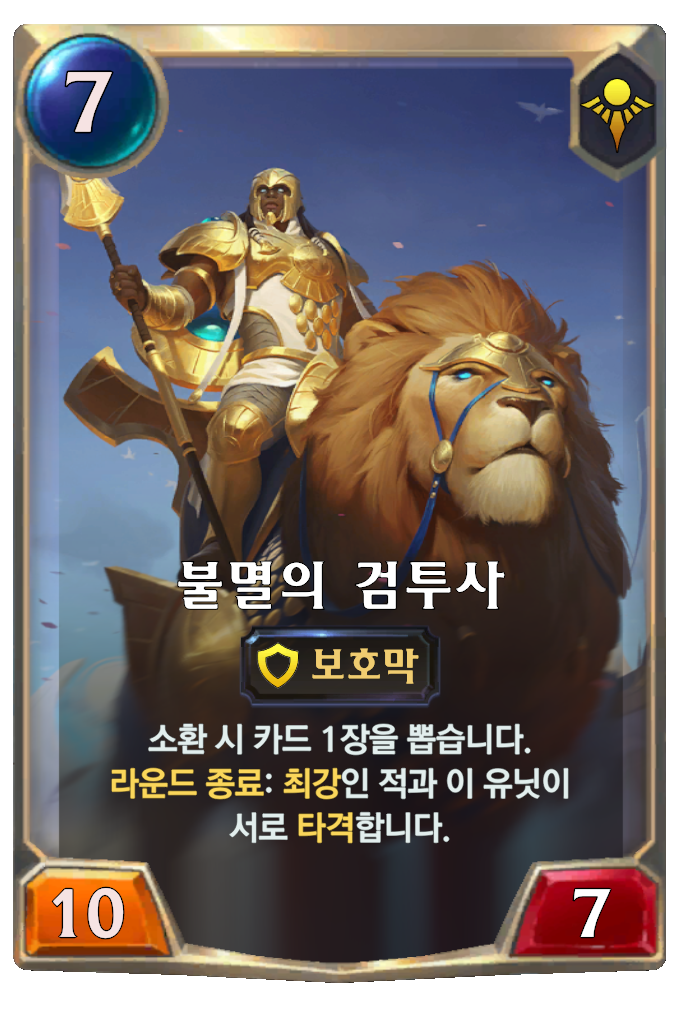 7
불멸의 검투사
보호막
소환 시 카드 1장을 뽑습니다.
라운드 종료: 최강인 적과 이 유닛이
서로 타격합니다.
10
7